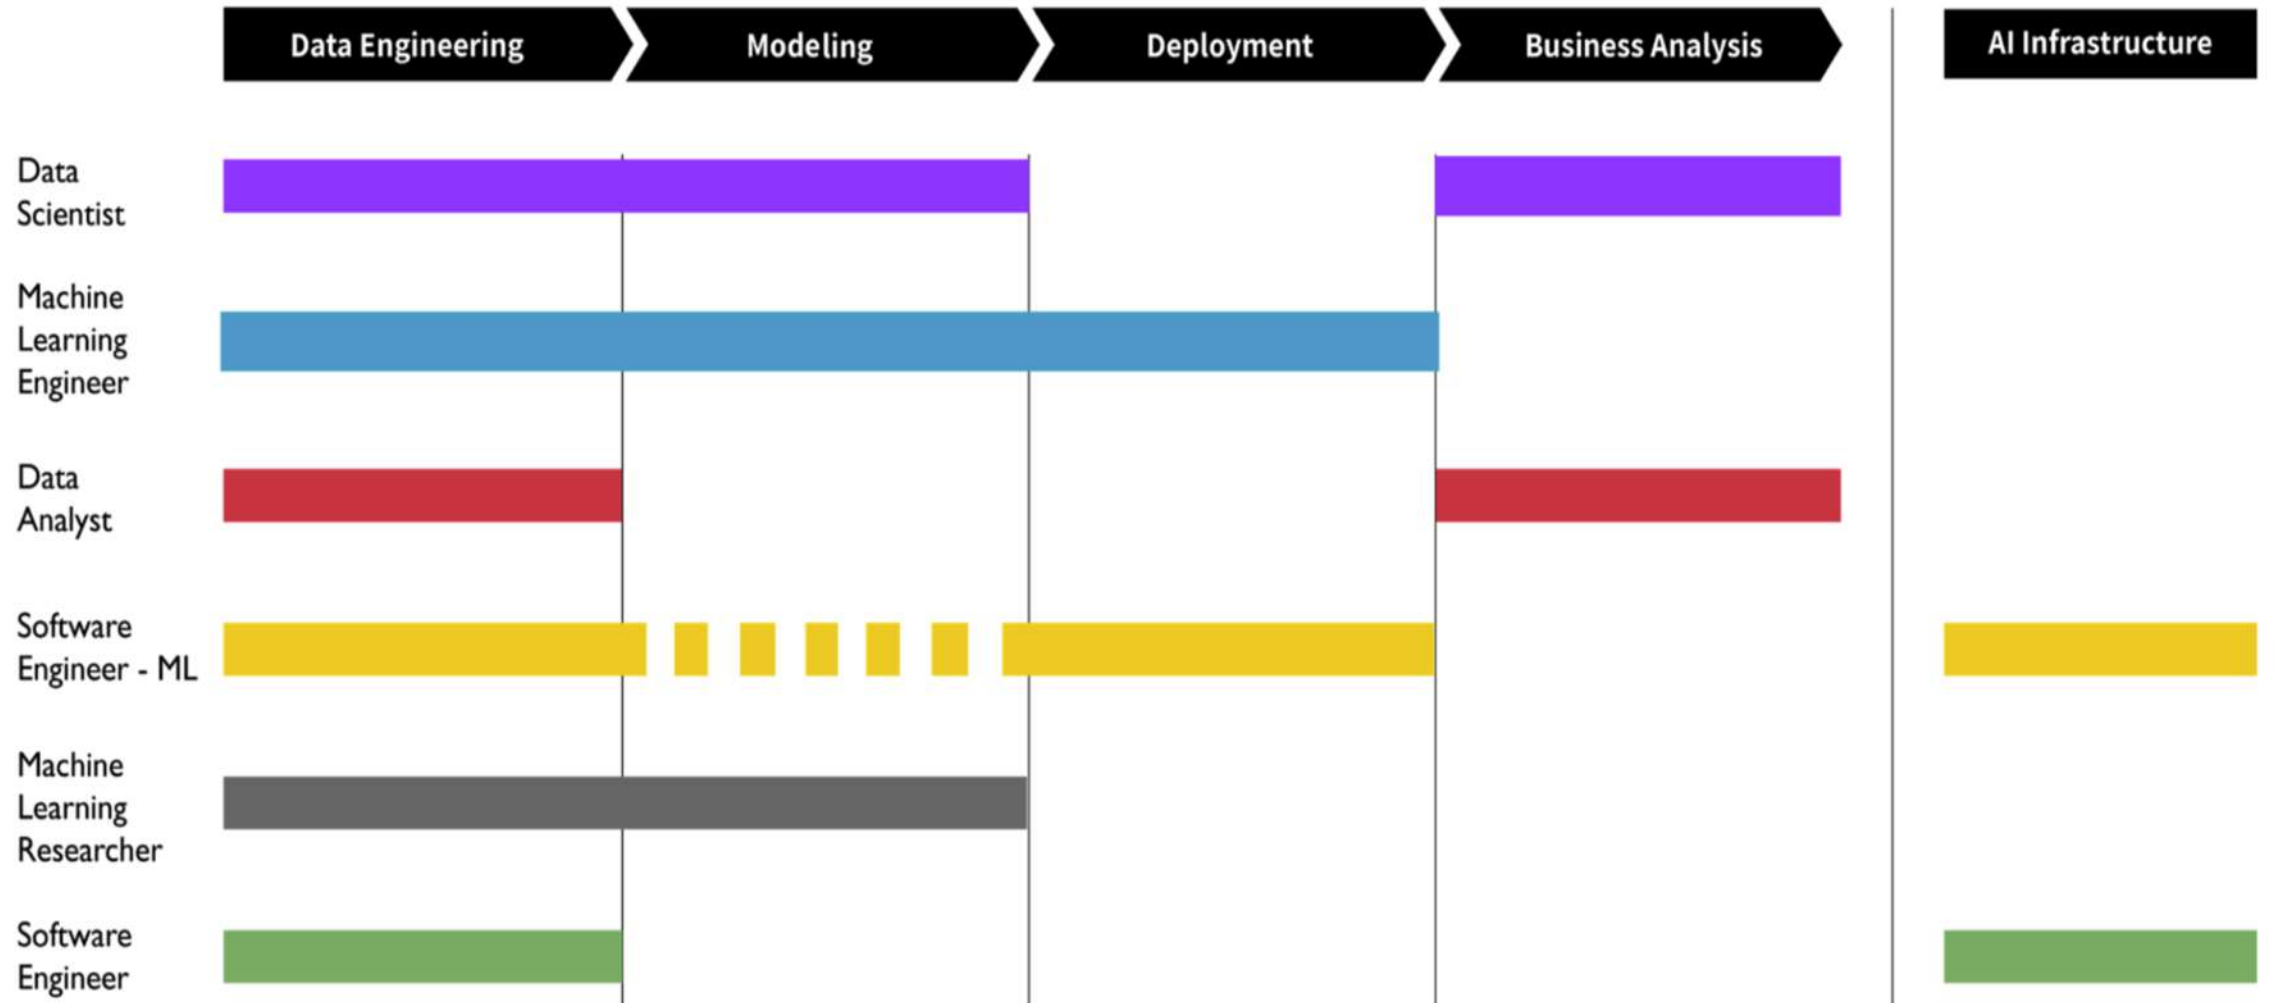 Data Engineering
Modeling
Deployment
Business Analysis
AI Infrastructure
Data
Scientist
Machine
Learning
Engineer
Data
Analyst
Software
Engineer - ML
Machine
Learning
Researcher
Software
Engineer